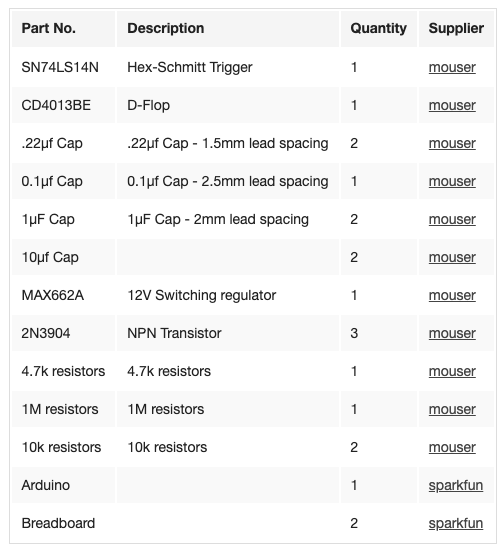 Part No. Description Quantity Supplier
SN74LS14N Hex-Schmitt Trigger 1 mouser
CD4013BE D-Flop 1 mouser
.22µf Cap .22µf Cap - 1.5mm lead spacing 2 mouser
0.1µf Cap 0.1µf Cap - 2.5mm lead spacing 1 mouser
1µF Cap 1µF Cap - 2mm lead spacing 2 mouser
10µf Cap 2 mouser
MAX662A 12V Switching regulator 1 mouser
2N3904 NPN Transistor 3 mouser
4.7k resistors 4.7k resistors 1 mouser
1M resistors 1M resistors 1 mouser
10k resistors 10k resistors 2 mouser
Arduino 1 sparkfun
Breadboard 2 sparkfun